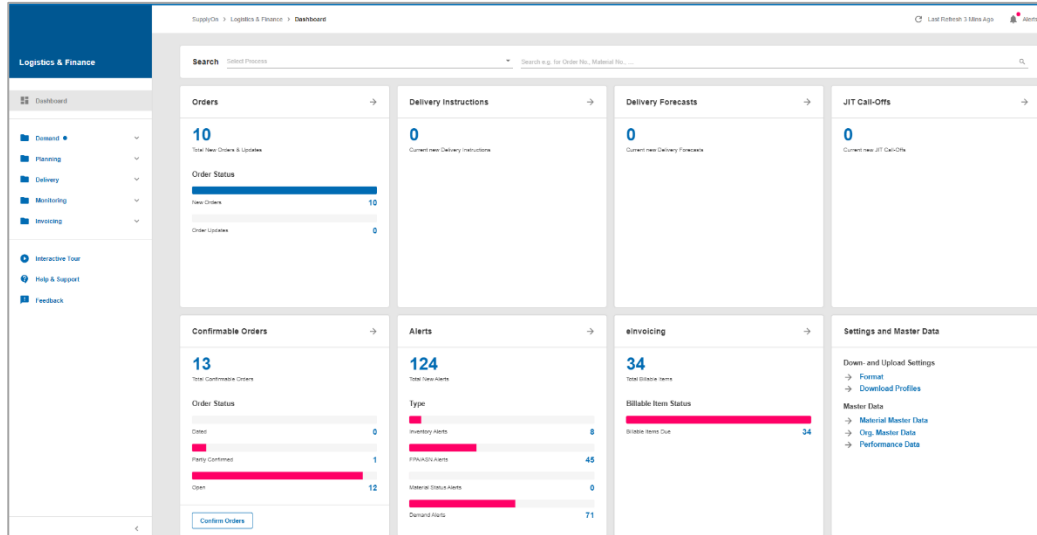 SupplyOn > Logistics & Finance > Dashboard
Last Refresh 3 Mins Ago
Alerts
Logistics & Finance
Dashboard
Demand
Planning
Delivery
Monitoring
Invoicing
Interactive Tour
Help & Support
Feedback
Search Select Process
Search e.g. for Order No., Material No., ...
Orders
10
Total New Orders & Updates
Order Status
New Orders 10
Order Updates 0
Delivery Instructions
0
Current new Delivery Instructions
Delivery Forecasts
0
Current new Delivery Forecasts
JIT Call-Offs
0
Current new JIT Call-Offs
Confirmable Orders
13
Total Confirmable Orders
Order Status
Dated 0
Partly Confirmed 1
Open 12
Confirm Orders
Alerts
124
Total New Alerts
Type
Inventory Alerts 8
PPA/ASN Alerts 45
Material Status Alerts 0
Demand Alerts 71
eInvoicing
34
Total Billable Items
Billable Item Status
Billable Items Due 34
Settings and Master Data
Down- and Upload Settings
Format
Download Profiles
Master Data
Material Master Data
Org. Master Data
Performance Data